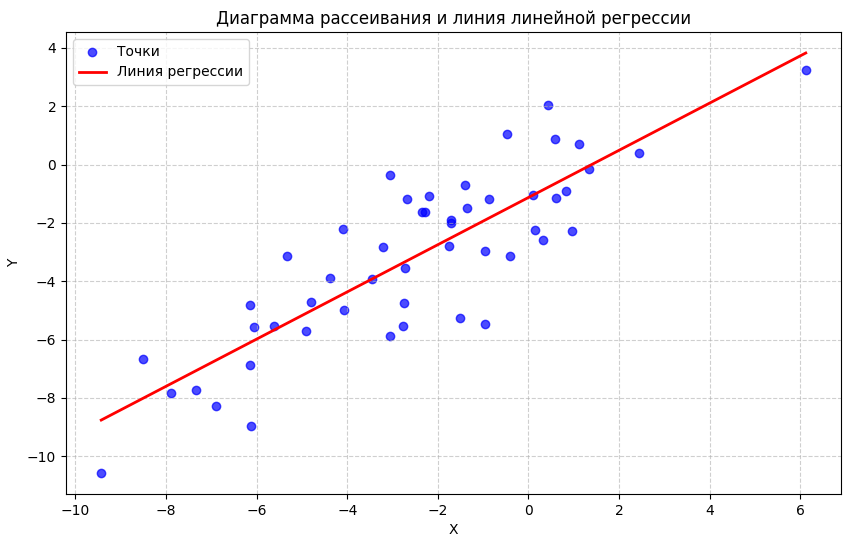 Диаграмма рассеивания и линия линейной регрессии
Точки
Линия регрессии
4
2
0
−2
−4
−6
−8
−10
Y
−10 −8 −6 −4 −2 0 2 4 6
X